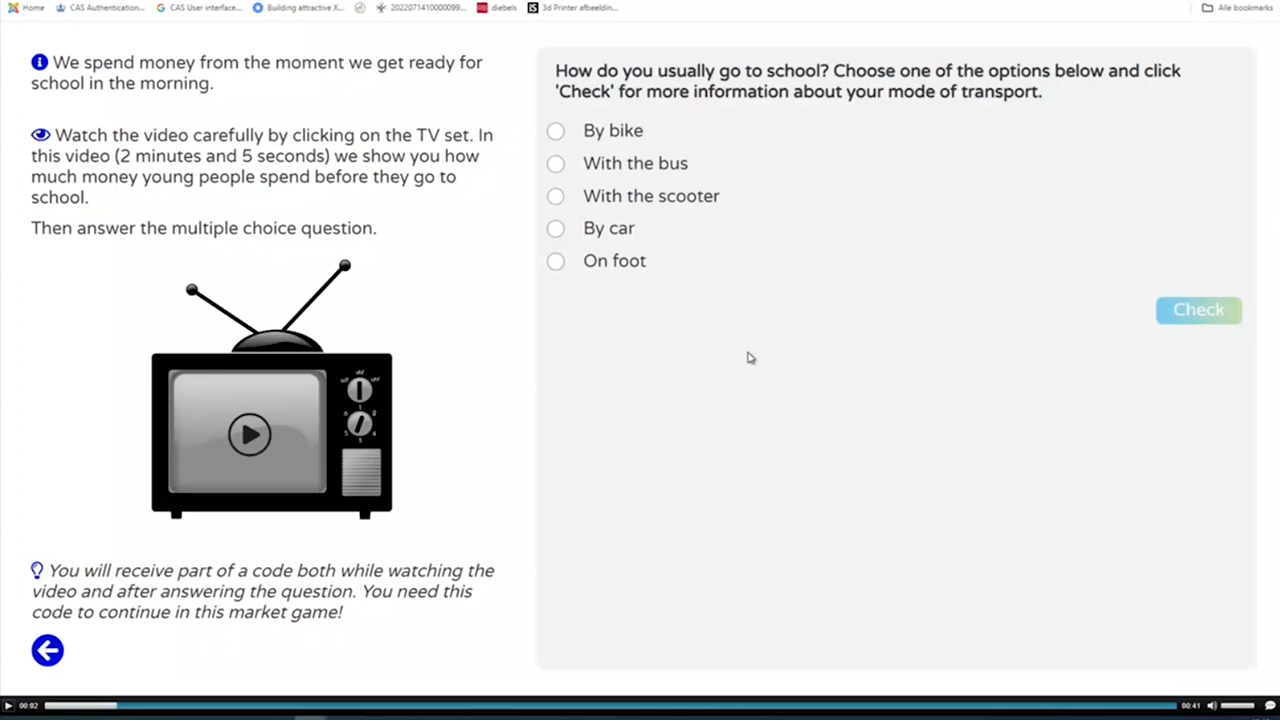 Home CAS Authentication... CAS User interface... Building attractive X... 2022071410000099... diebels 3d Printer afbeeldin... Alle bookmarks
We spend money from the moment we get ready for
school in the morning.
Watch the video carefully by clicking on the TV set. In
this video (2 minutes and 5 seconds) we show you how
much money young people spend before they go to
school.
Then answer the multiple choice question.
You will receive part of a code both while watching the
video and after answering the question. You need this
code to continue in this market game!
How do you usually go to school? Choose one of the options below and click
'Check' for more information about your mode of transport.
By bike
With the bus
With the scooter
By car
On foot
Check
00:02 00:41